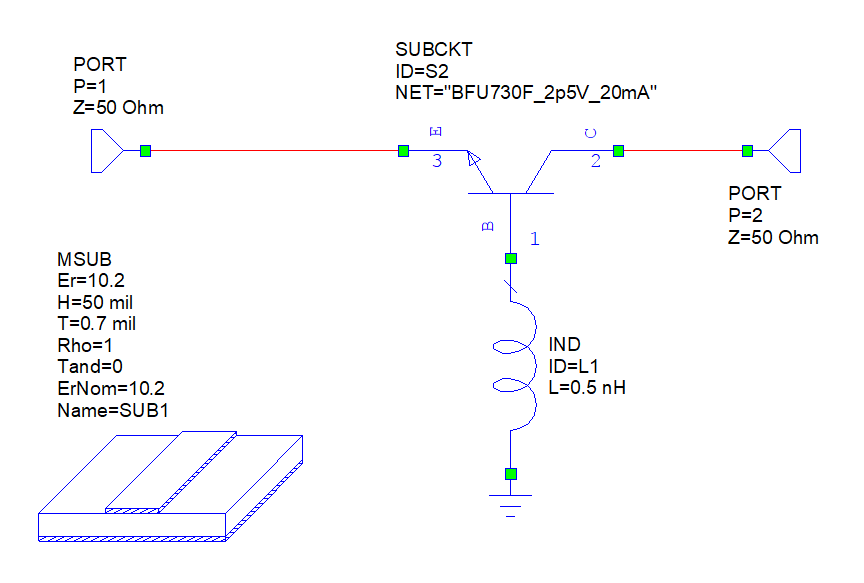 PORT
P=1
Z=50 Ohm
SUBCKT
ID=S2
NET="BFU730F_2p5V_20mA"
E
3
C
2
B
1
PORT
P=2
Z=50 Ohm
MSUB
Er=10.2
H=50 mil
T=0.7 mil
Rho=1
Tand=0
ErNom=10.2
Name=SUB1
IND
ID=L1
L=0.5 nH